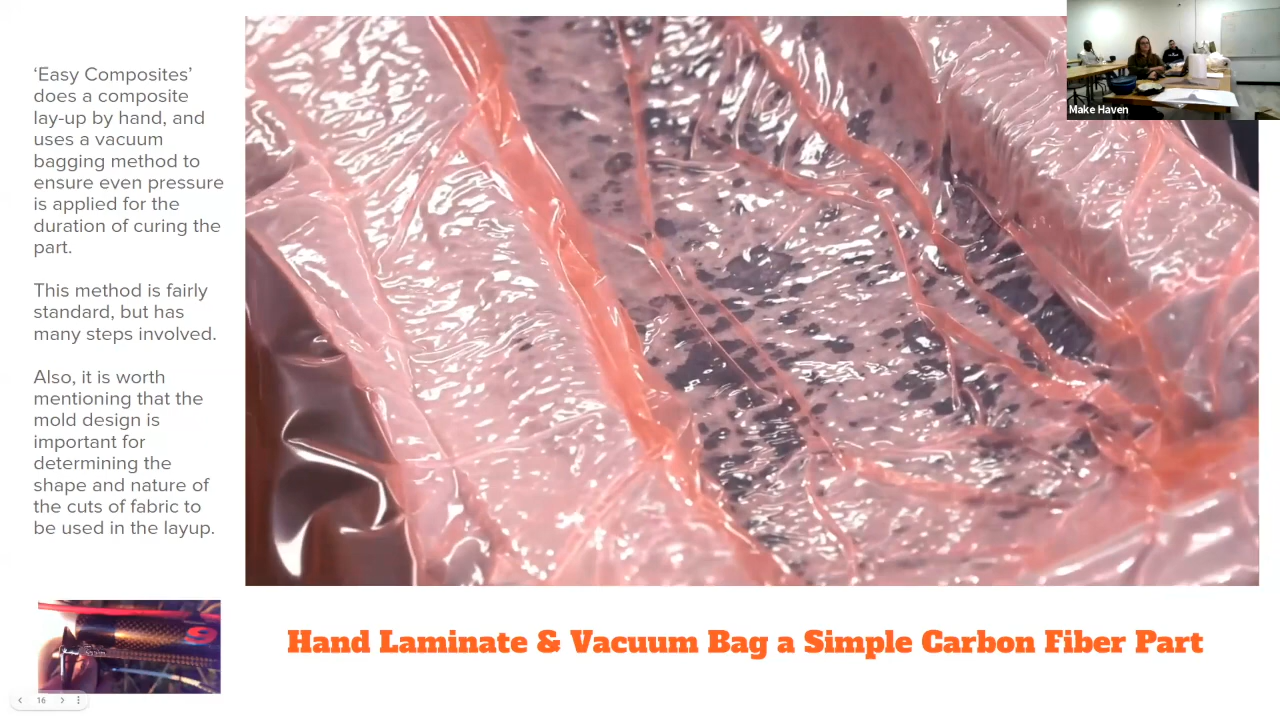 ‘Easy Composites’
does a composite
lay-up by hand, and
uses a vacuum
bagging method to
ensure even pressure
is applied for the
duration of curing the
part.
This method is fairly
standard, but has
many steps involved.
Also, it is worth
mentioning that the
mold design is
important for
determining the
shape and nature of
the cuts of fabric to
be used in the layup.
Make Haven
9
Hand Laminate & Vacuum Bag a Simple Carbon Fiber Part
16